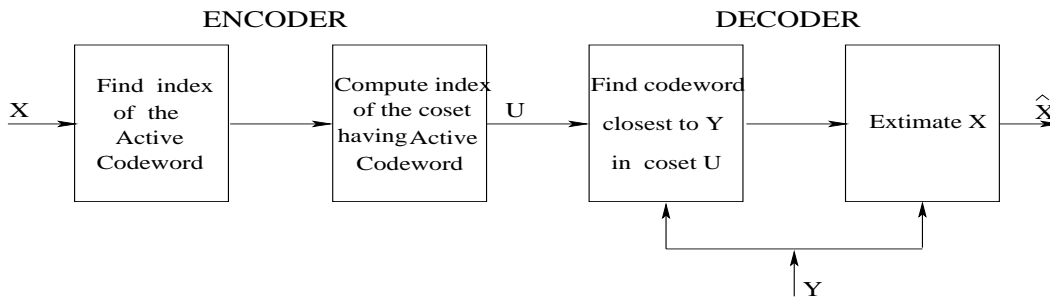 ENCODER
DECODER
X
Find index
of the
Active
Codeword
Compute index
of the coset
having Active
Codeword
U
Find codeword
closest to Y
in coset U
Extimate X
X̂
Y